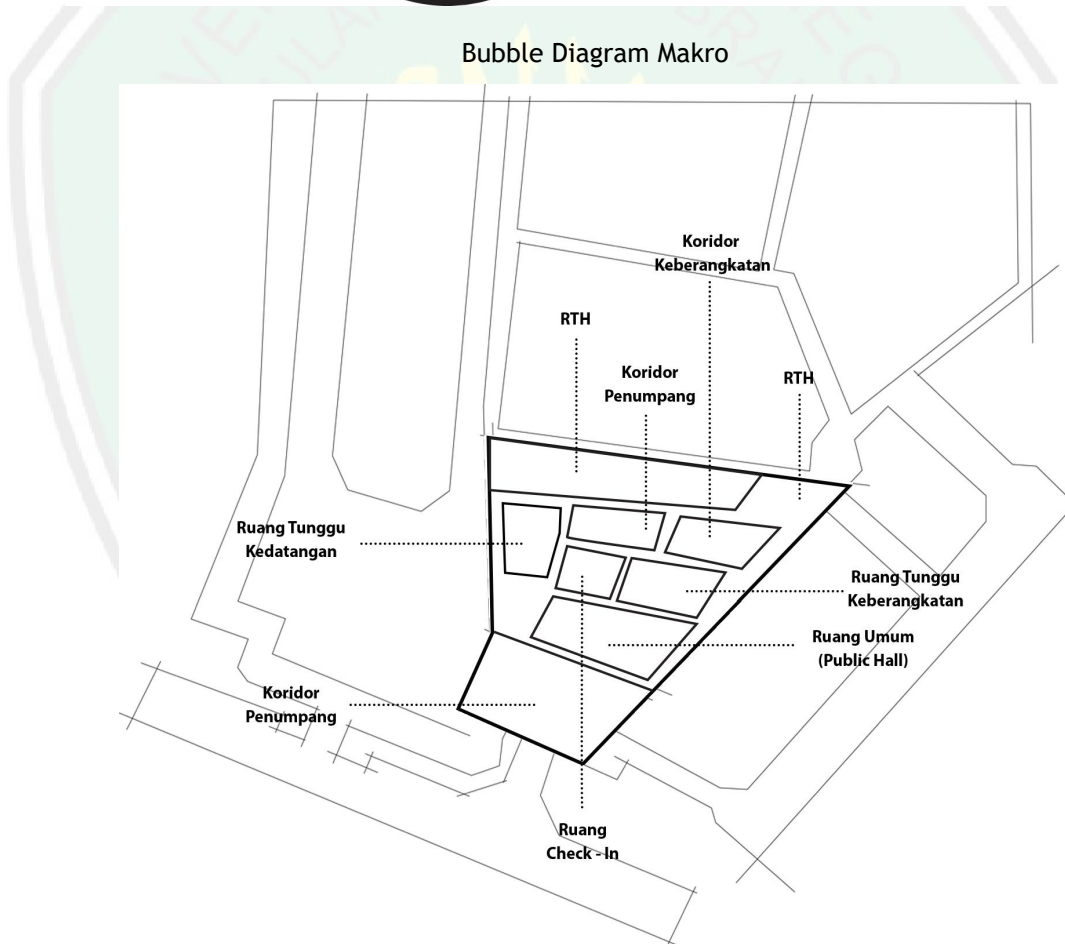 Bubble Diagram Makro
Koridor
Keberangkatan
RTH
Koridor
Penumpang
RTH
Ruang Tunggu
Kedatangan
Ruang Tunggu
Keberangkatan
Ruang Umum
(Public Hall)
Koridor
Penumpang
Ruang
Check - In